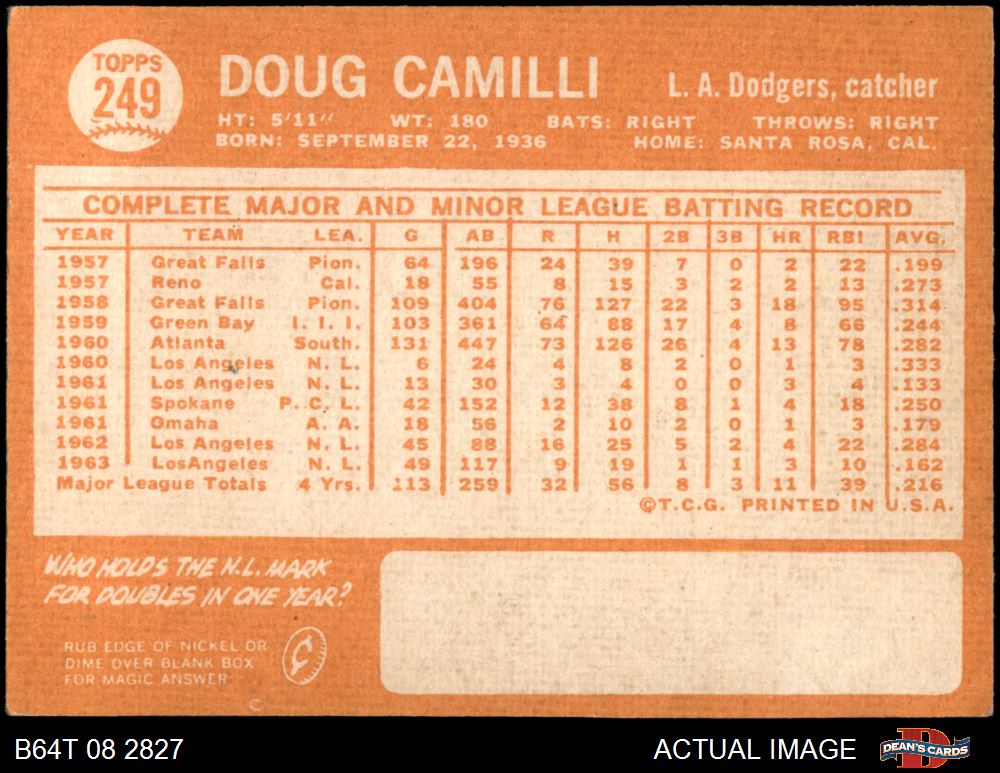 TOPPS
249
DOUG CAMILLI
L. A. Dodgers, catcher
HT: 5'11" WT: 180 BATS: RIGHT THROWS: RIGHT
BORN: SEPTEMBER 22, 1936 HOME: SANTA ROSA, CAL.
COMPLETE MAJOR AND MINOR LEAGUE BATTING RECORD
YEAR TEAM LEA. G AB R H 2B 3B HR RBI AVG.
1957 Great Falls Pion. 64 196 24 39 7 0 2 22 .199
1957 Reno Cal. 18 55 8 15 3 2 2 13 .273
1958 Great Falls Pion. 109 404 76 127 22 3 18 95 .314
1959 Green Bay I. I. I. 103 361 64 88 17 4 8 66 .244
1960 Atlanta South. 131 447 73 126 26 4 13 78 .282
1960 Los Angeles N. L. 6 24 4 8 2 0 1 3 .333
1961 Los Angeles N. L. 13 30 3 4 0 0 3 4 .133
1961 Spokane P. C. L. 42 152 12 38 8 1 4 18 .250
1961 Omaha A. A. 18 56 2 10 2 0 1 3 .179
1962 Los Angeles N. L. 45 88 16 25 5 2 4 22 .284
1963 LosAngeles N. L. 49 117 9 19 1 1 3 10 .162
Major League Totals 4 Yrs. 113 259 32 56 8 3 11 39 .216
©T.C.G. PRINTED IN U.S.A.
WHO HOLDS THE N.L. MARK
FOR DOUBLES IN ONE YEAR?
RUB EDGE OF NICKEL OR
DIME OVER BLANK BOX
FOR MAGIC ANSWER
¢
C
B64T 08 2827
ACTUAL IMAGE
DEAN'S CARDS